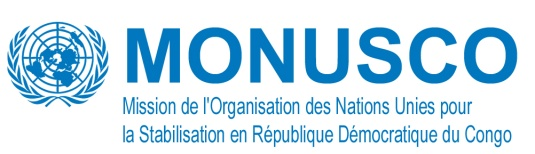 MONUSCO
Mission de l'Organisation des Nations Unies pour
la Stabilisation en République Démocratique du Congo